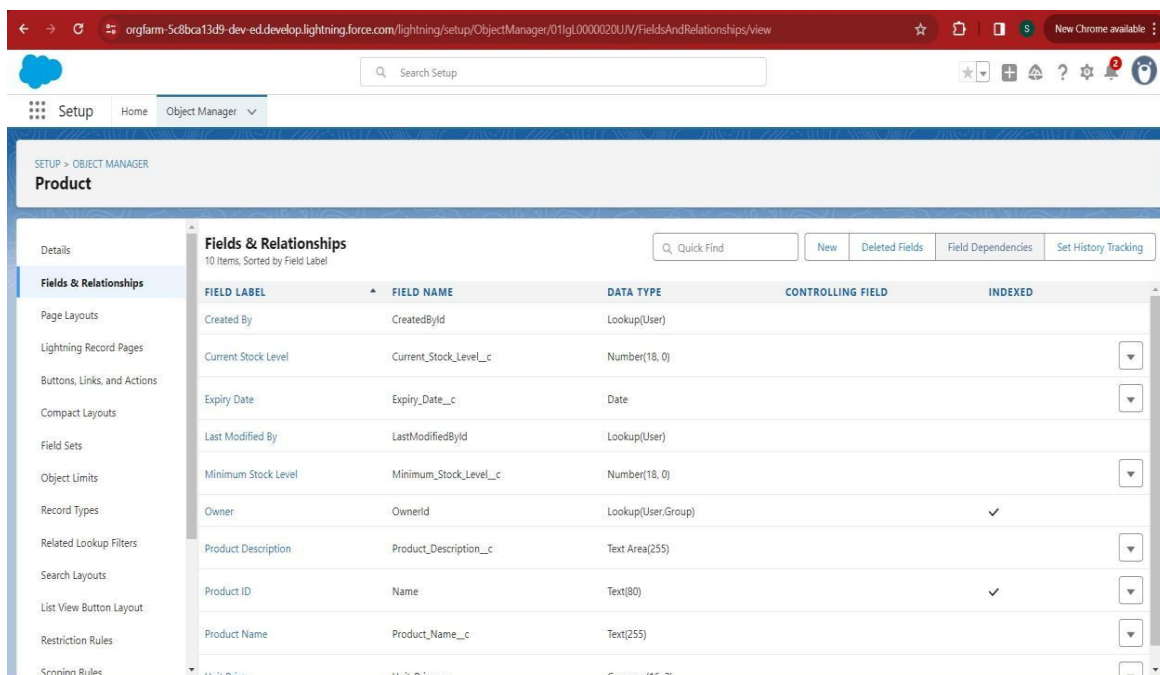 orgfarm-5c8bca13d9-dev-ed.develop.lightning.force.com/lightning/setup/ObjectManager/01IgL0000020UJV/FieldsAndRelationships/view
S
New Chrome available
Search Setup
2
Setup Home Object Manager
SETUP > OBJECT MANAGER
Product
Details
Fields & Relationships
Page Layouts
Lightning Record Pages
Buttons, Links, and Actions
Compact Layouts
Field Sets
Object Limits
Record Types
Related Lookup Filters
Search Layouts
List View Button Layout
Restriction Rules
Scoping Rules
Fields & Relationships
10 Items, Sorted by Field Label
Quick Find New Deleted Fields Field Dependencies Set History Tracking
FIELD LABEL FIELD NAME DATA TYPE CONTROLLING FIELD INDEXED
Created By CreatedById Lookup(User)
Current Stock Level Current_Stock_Level__c Number(18, 0)
Expiry Date Expiry_Date__c Date
Last Modified By LastModifiedById Lookup(User)
Minimum Stock Level Minimum_Stock_Level__c Number(18, 0)
Owner OwnerId Lookup(User,Group)
Product Description Product_Description__c Text Area(255)
Product ID Name Text(80)
Product Name Product_Name__c Text(255)